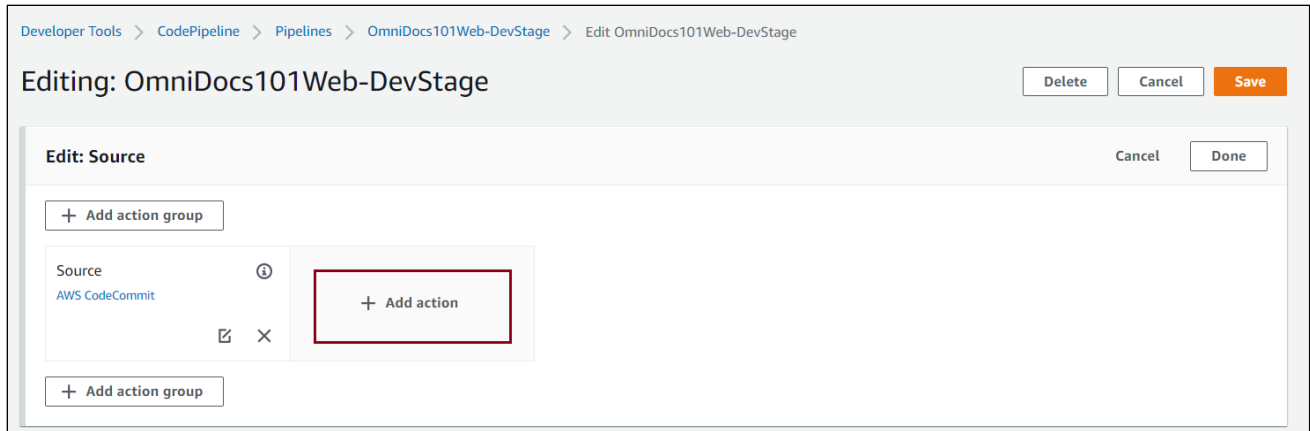 Developer Tools > CodePipeline > Pipelines > OmniDocs101Web-DevStage > Edit OmniDocs101Web-DevStage
Editing: OmniDocs101Web-DevStage Delete Cancel Save
Edit: Source Cancel Done
+ Add action group
Source
AWS CodeCommit
+ Add action
+ Add action group